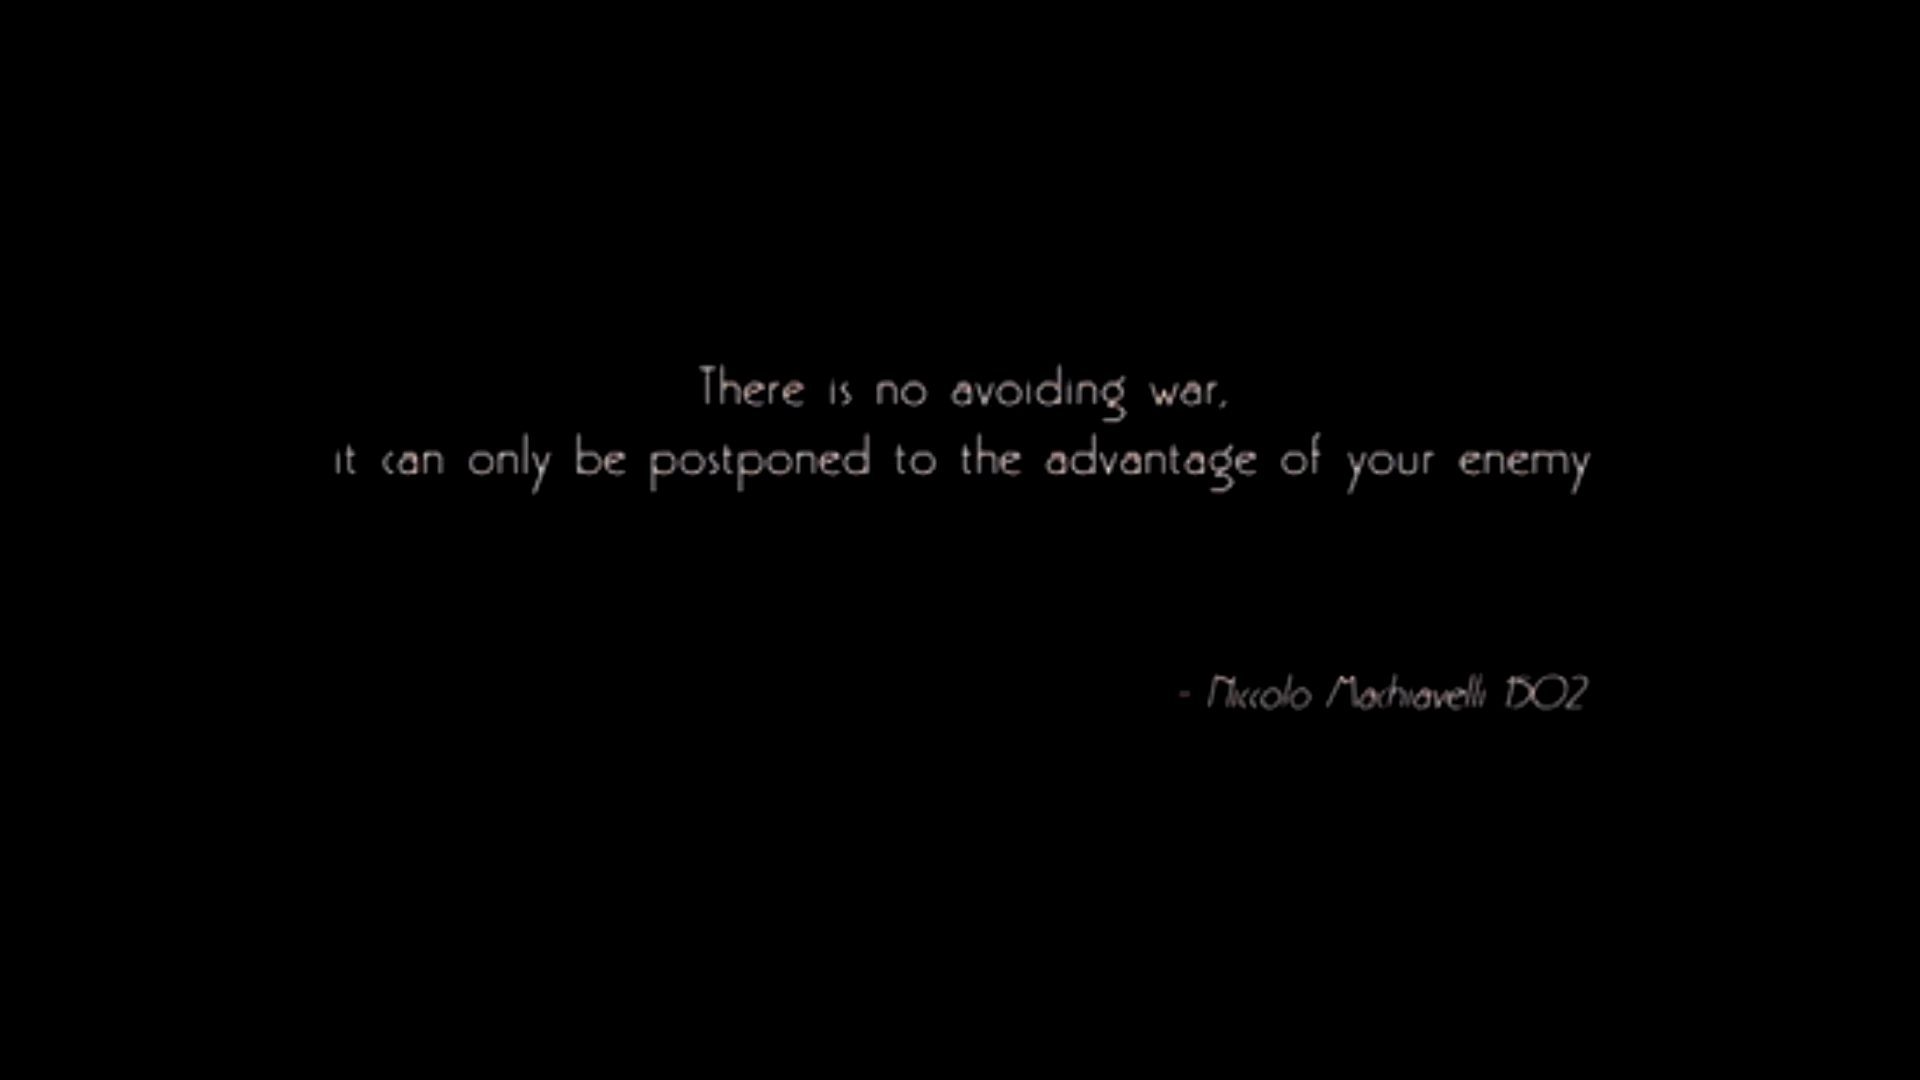 There is no avoiding war,
it can only be postponed to the advantage of your enemy
- Niccolo Machiavelli 1502